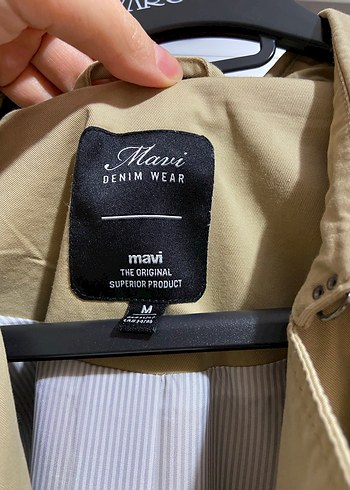 Mavi
DENIM WEAR
mavi
THE ORIGINAL
SUPERIOR PRODUCT
M